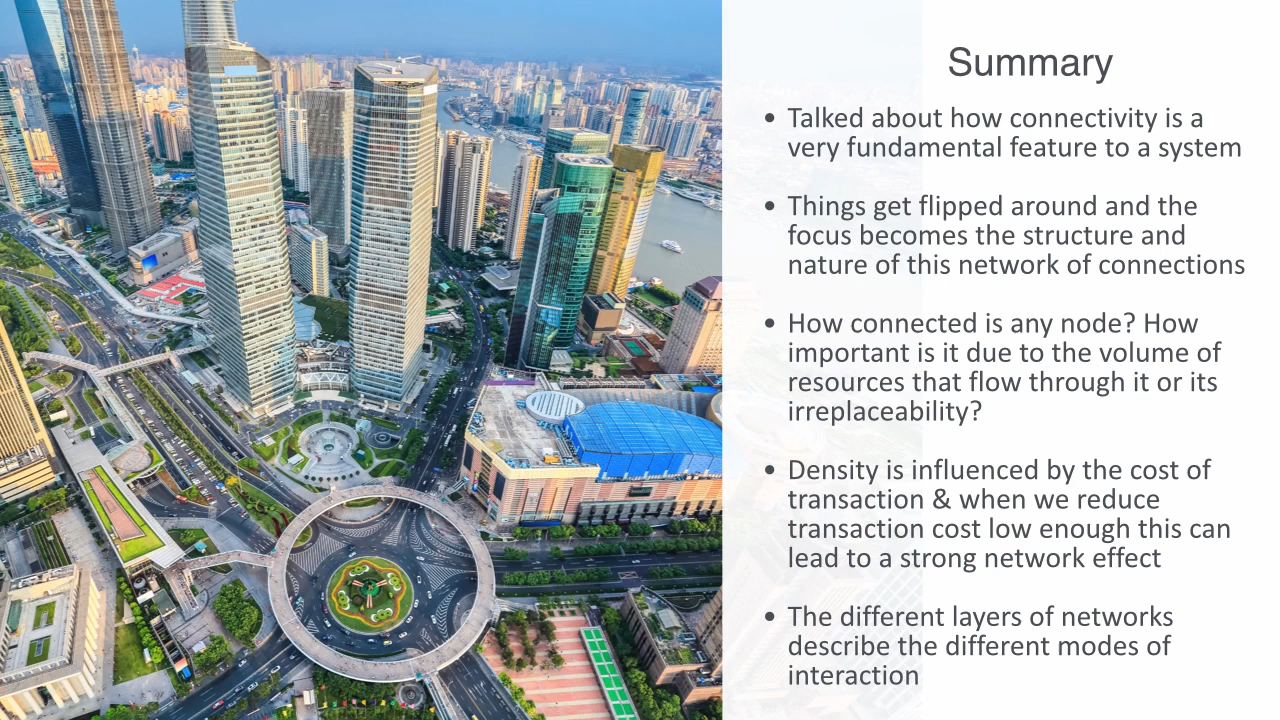 Summary
• Talked about how connectivity is a
very fundamental feature to a system
• Things get flipped around and the
focus becomes the structure and
nature of this network of connections
• How connected is any node? How
important is it due to the volume of
resources that flow through it or its
irreplaceability?
• Density is influenced by the cost of
transaction & when we reduce
transaction cost low enough this can
lead to a strong network effect
• The different layers of networks
describe the different modes of
interaction